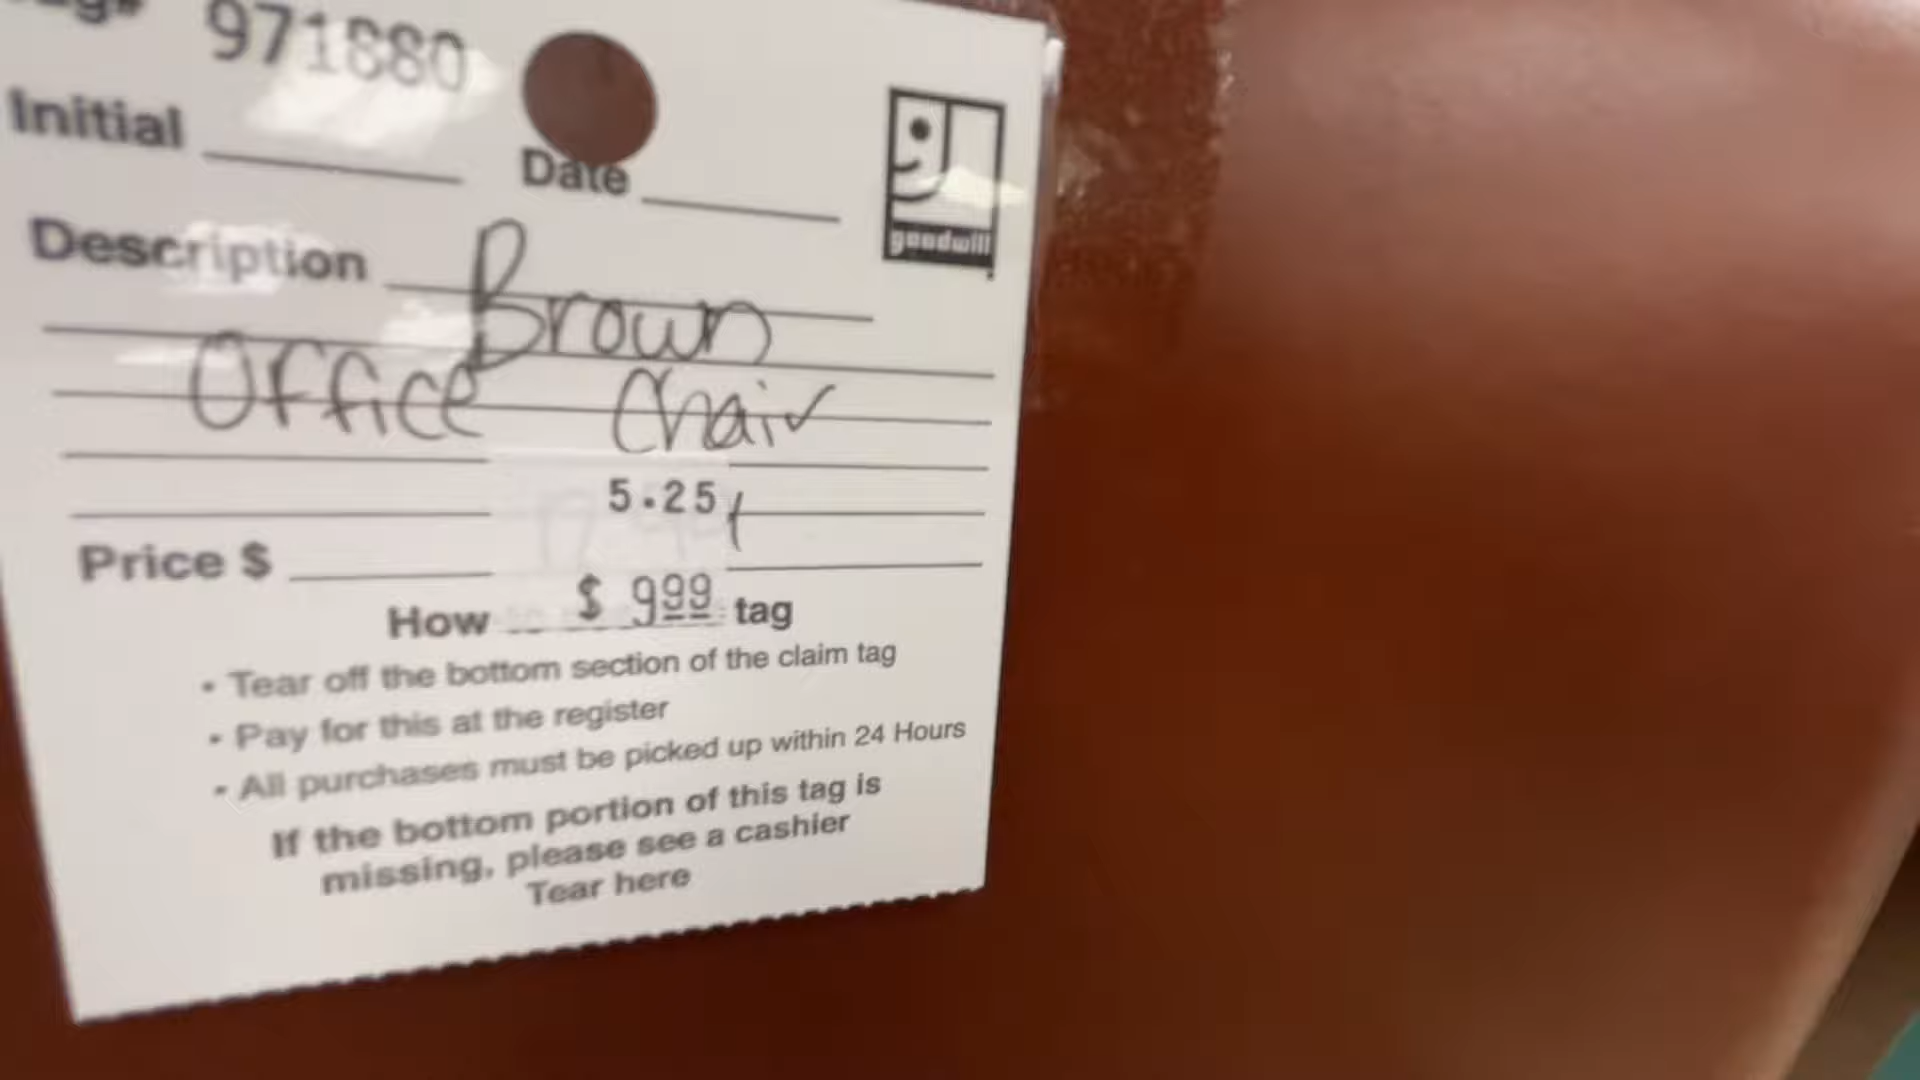 971880
Initial
Date
goodwill
Description Brown
Office Chair
5.25
Price $
$ 9.99
How tag
• Tear off the bottom section of the claim tag
• Pay for this at the register
• All purchases must be picked up within 24 Hours
If the bottom portion of this tag is
missing, please see a cashier
Tear here